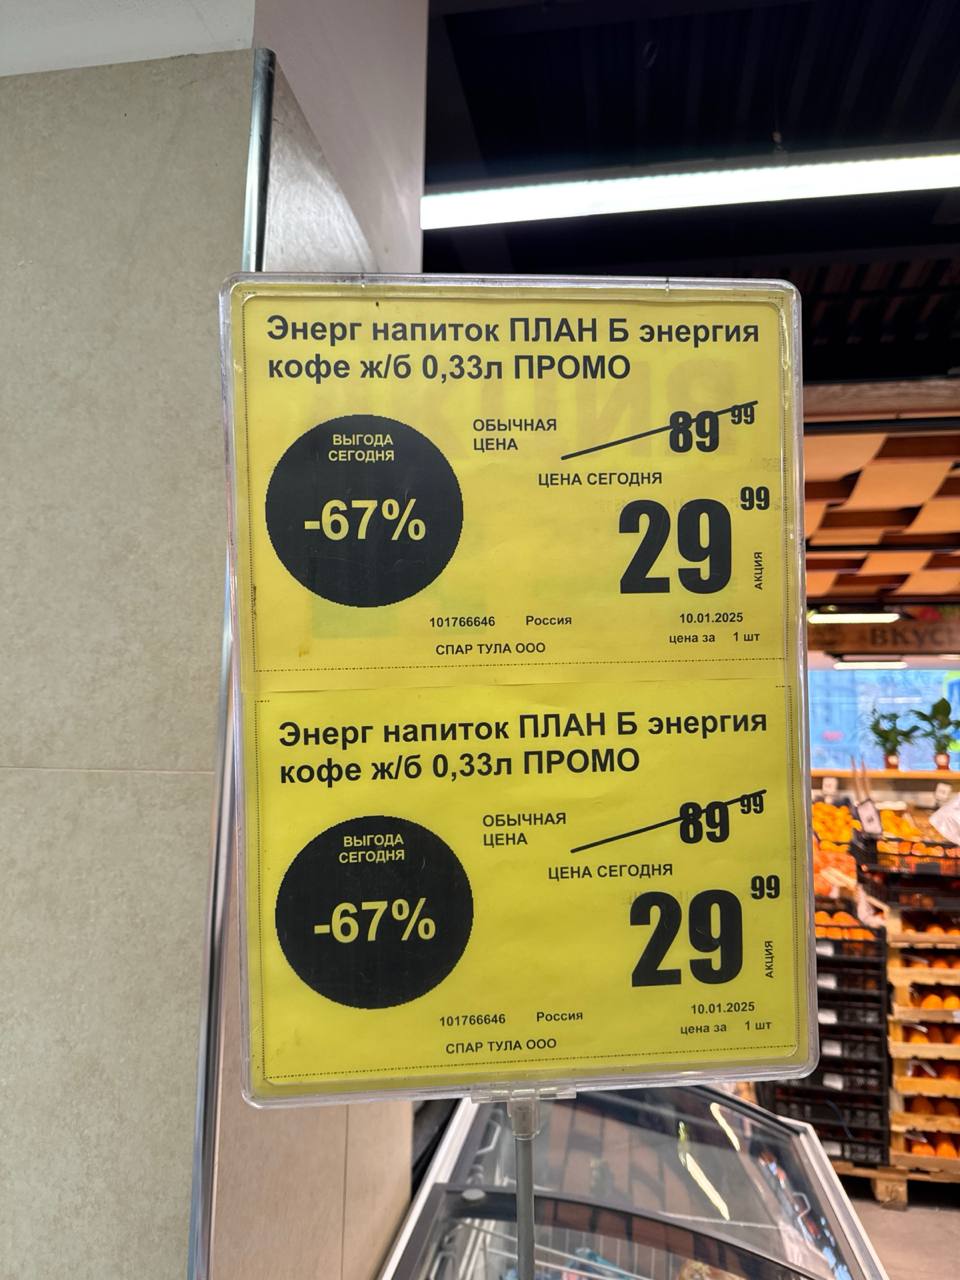 Энерг напиток ПЛАН Б энергия
кофе ж/б 0,33л ПРОМО
ВЫГОДА
СЕГОДНЯ
-67%
ОБЫЧНАЯ
ЦЕНА
89 99
ЦЕНА СЕГОДНЯ
29 99
АКЦИЯ
101766646 Россия
10.01.2025
цена за 1 шт
СПАР ТУЛА ООО
Энерг напиток ПЛАН Б энергия
кофе ж/б 0,33л ПРОМО
ВЫГОДА
СЕГОДНЯ
-67%
ОБЫЧНАЯ
ЦЕНА
89 99
ЦЕНА СЕГОДНЯ
29 99
АКЦИЯ
101766646 Россия
10.01.2025
цена за 1 шт
СПАР ТУЛА ООО